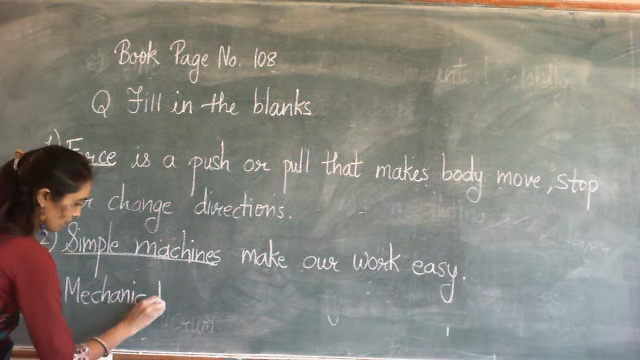 Book Page No. 108
Q Fill in the blanks
1) Force is a push or pull that makes body move, stop
change directions.
2) Simple machines make our work easy.
Mechanic